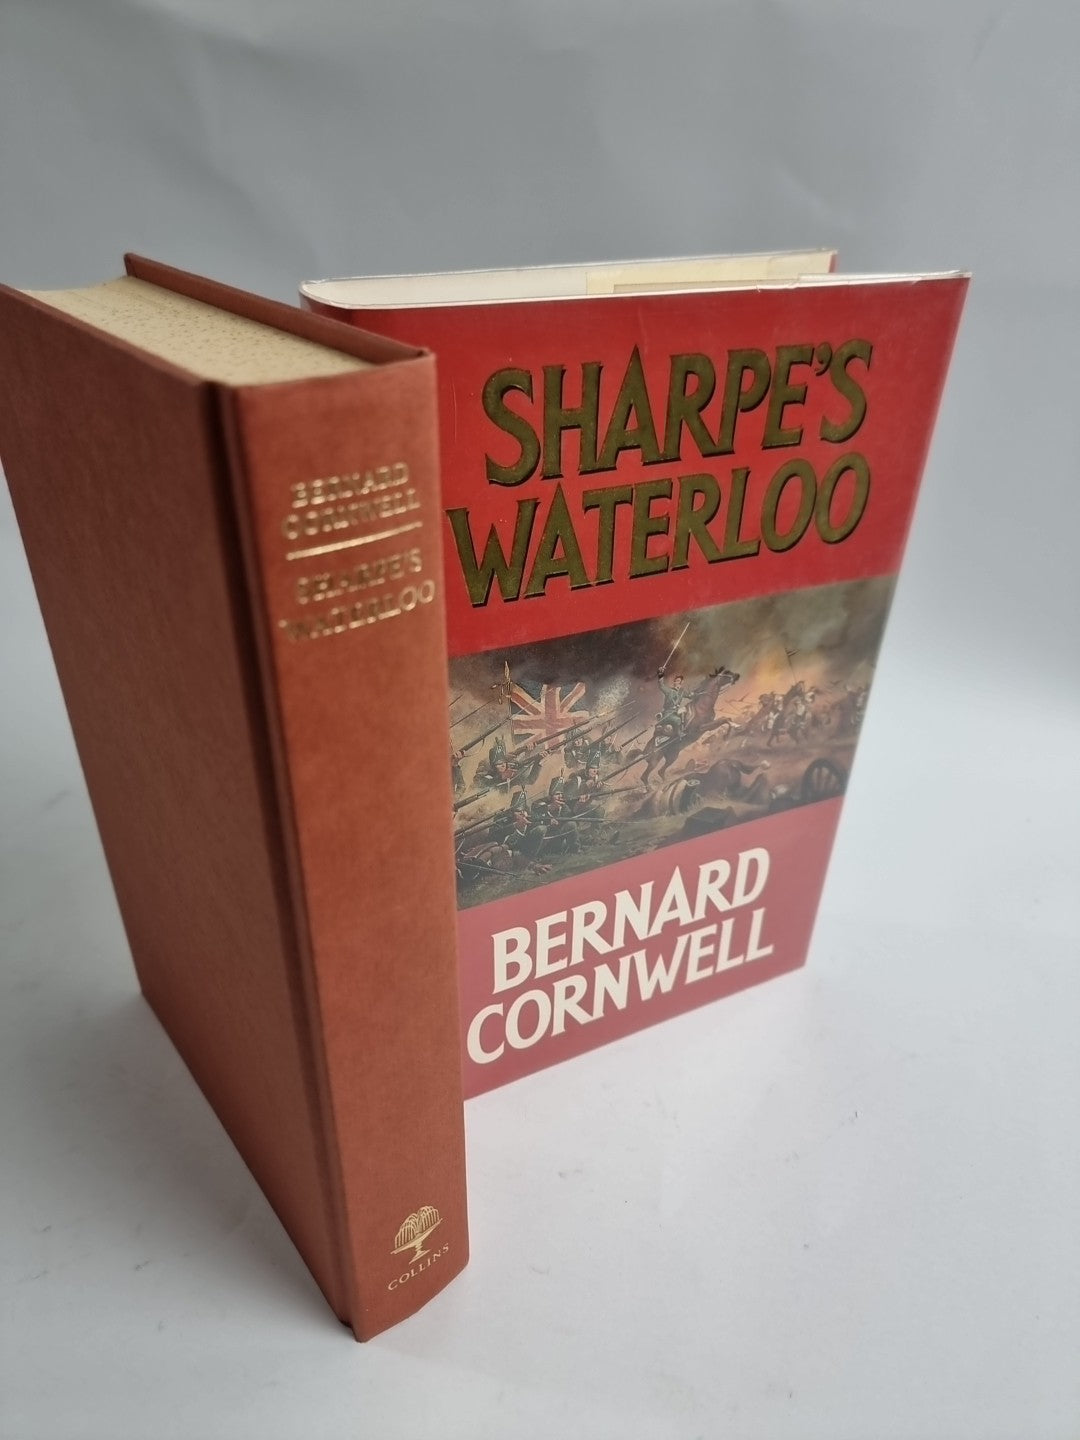 BERNARD
CORNWELL
SHARPE'S
WATERLOO
COLLINS
SHARPE'S
WATERLOO
BERNARD
CORNWELL